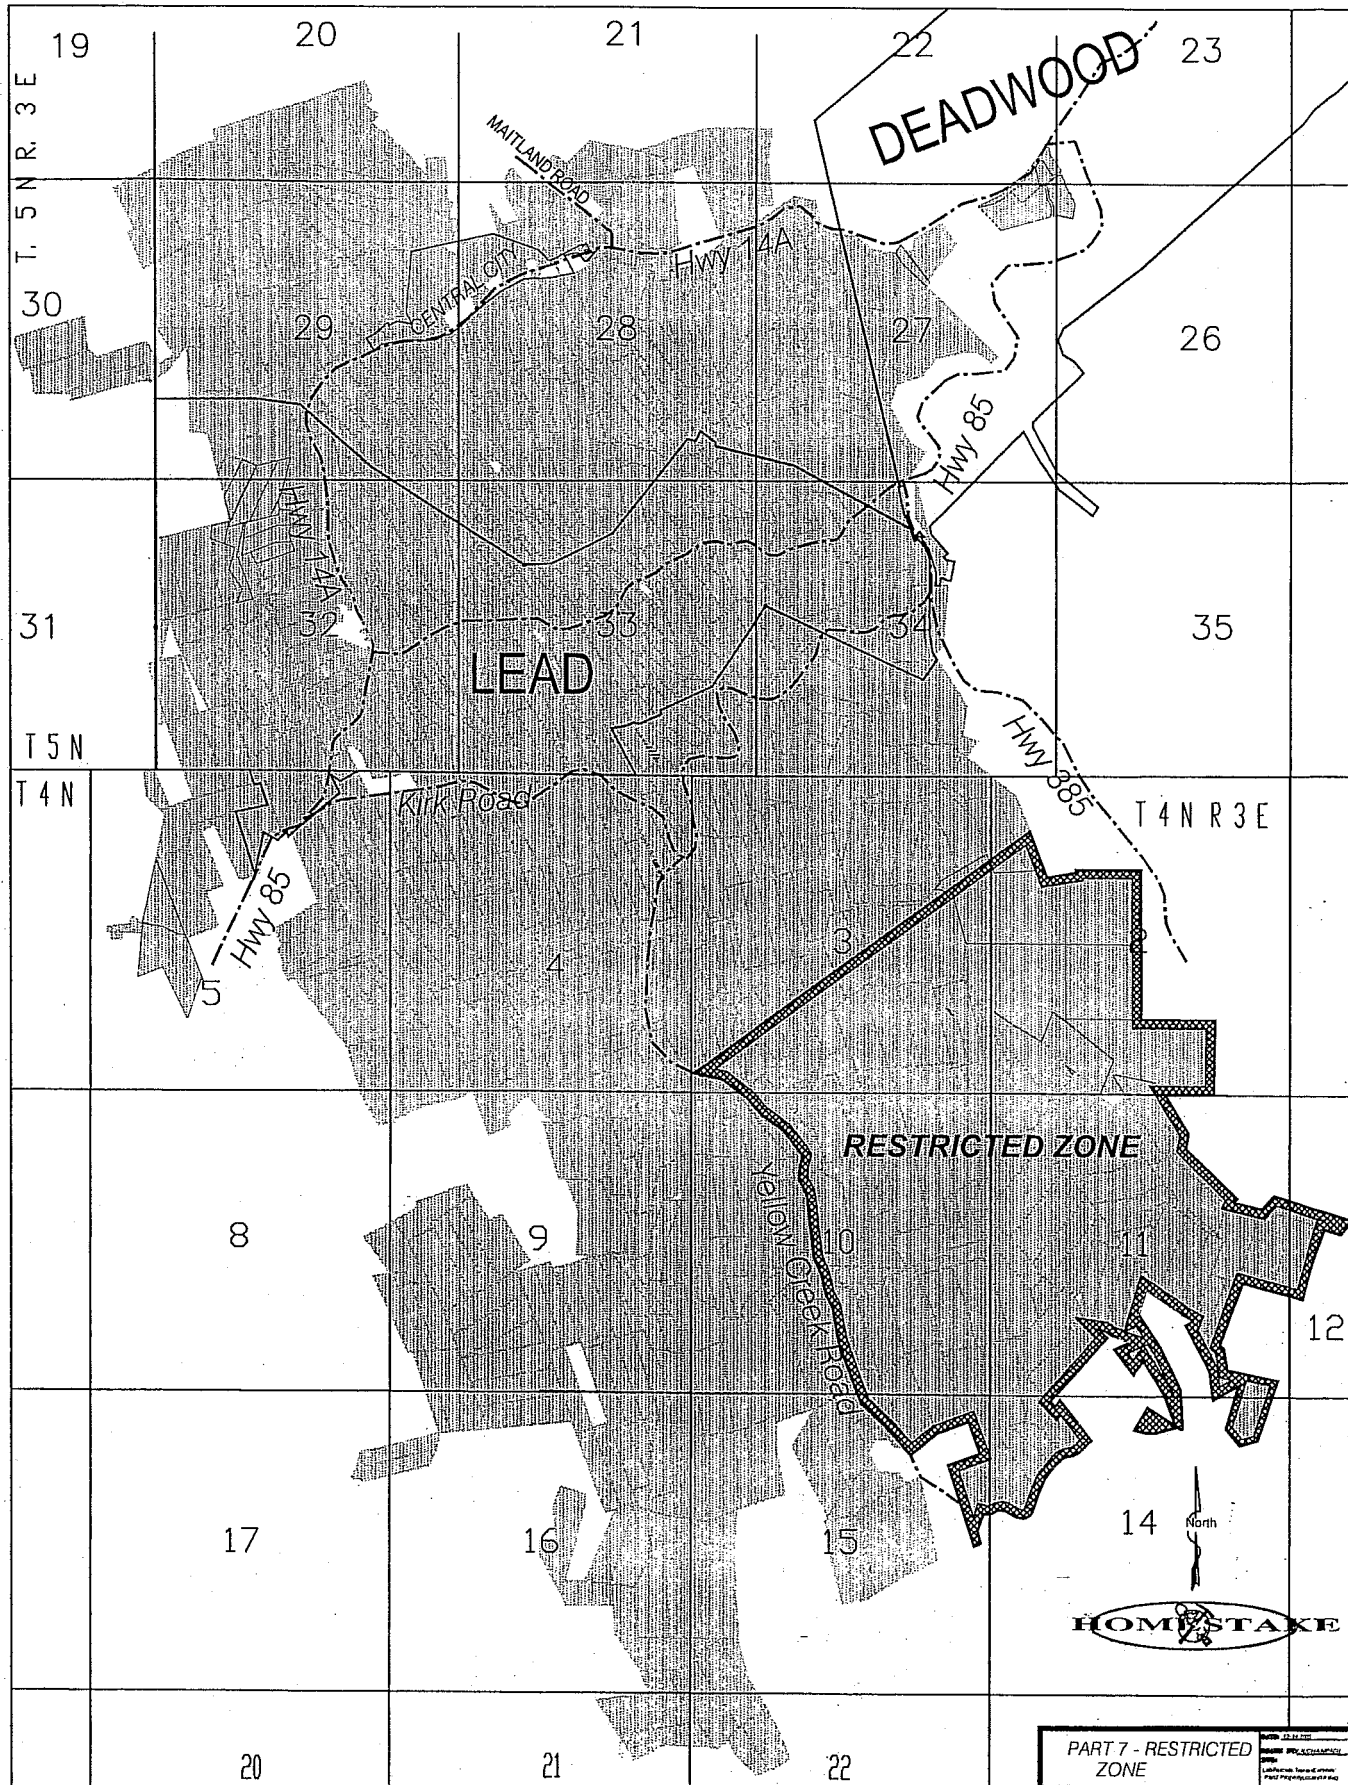 19
20
21
22
23
T. 5 N R. 3 E
DEADWOOD
MAITLAND ROAD
Hwy 14A
CENTRAL CITY
30
29
28
27
26
Hwy 85
HWY 14A
31
32
33
34
35
LEAD
T 5 N
T 4 N
Kirk Road
Hwy 385
T 4 N R 3 E
Hwy 85
5
4
3
2
RESTRICTED ZONE
Yellow Creek Road
8
9
10
11
12
17
16
15
14
North
HOMESTAKE
20
21
22
PART 7 - RESTRICTED
ZONE